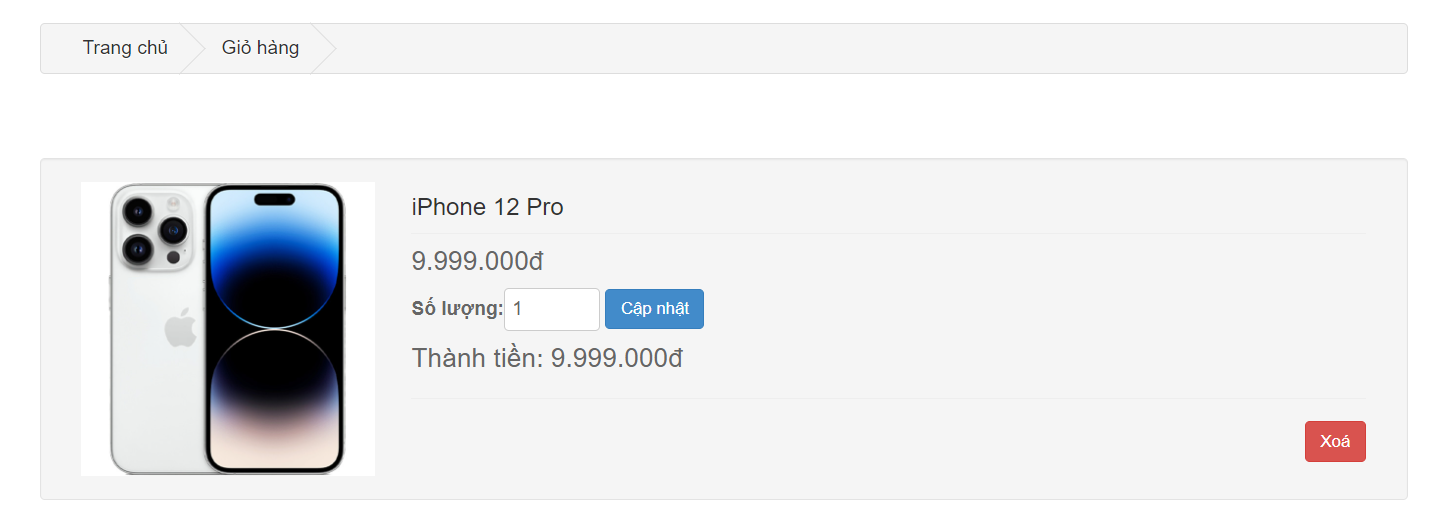 Trang chủ
Giỏ hàng
iPhone 12 Pro
9.999.000đ
Số lượng: 1 Cập nhật
Thành tiền: 9.999.000đ
Xoá